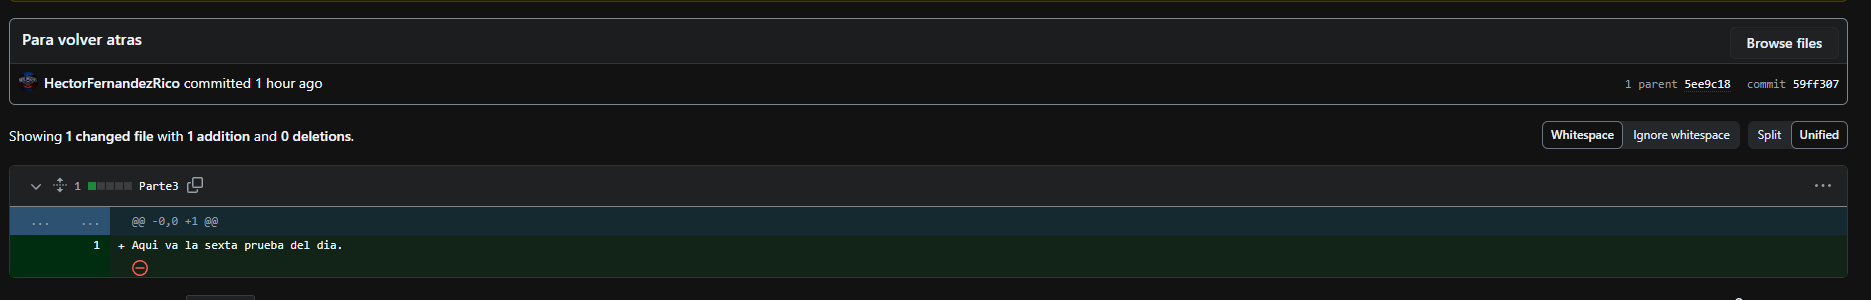 Para volver atras
Browse files
HectorFernandezRico committed 1 hour ago
1 parent 5ee9c18 commit 59ff307
Showing 1 changed file with 1 addition and 0 deletions.
Whitespace Ignore whitespace Split Unified
1 Parte3 ...
... ... @@ -0,0 +1 @@
1 + Aqui va la sexta prueba del dia.